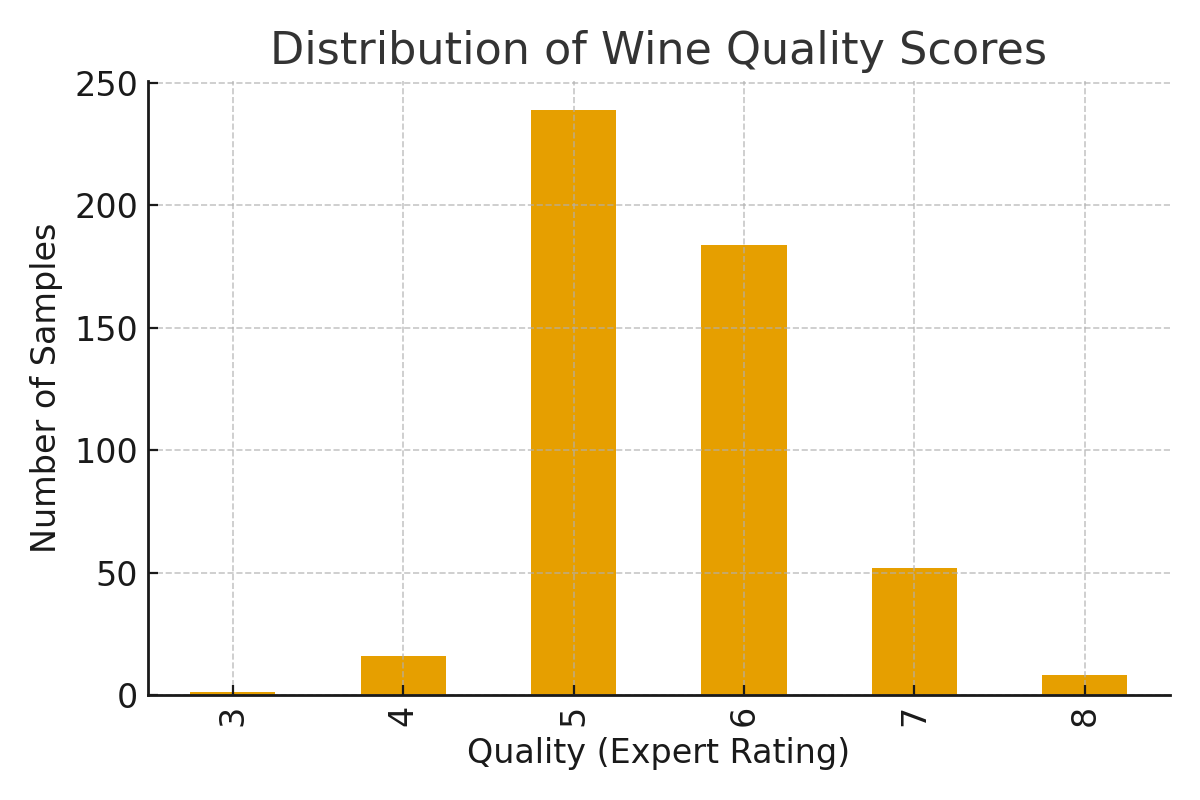 Distribution of Wine Quality Scores
250
200
150
100
50
0
Number of Samples
3 4 5 6 7 8
Quality (Expert Rating)